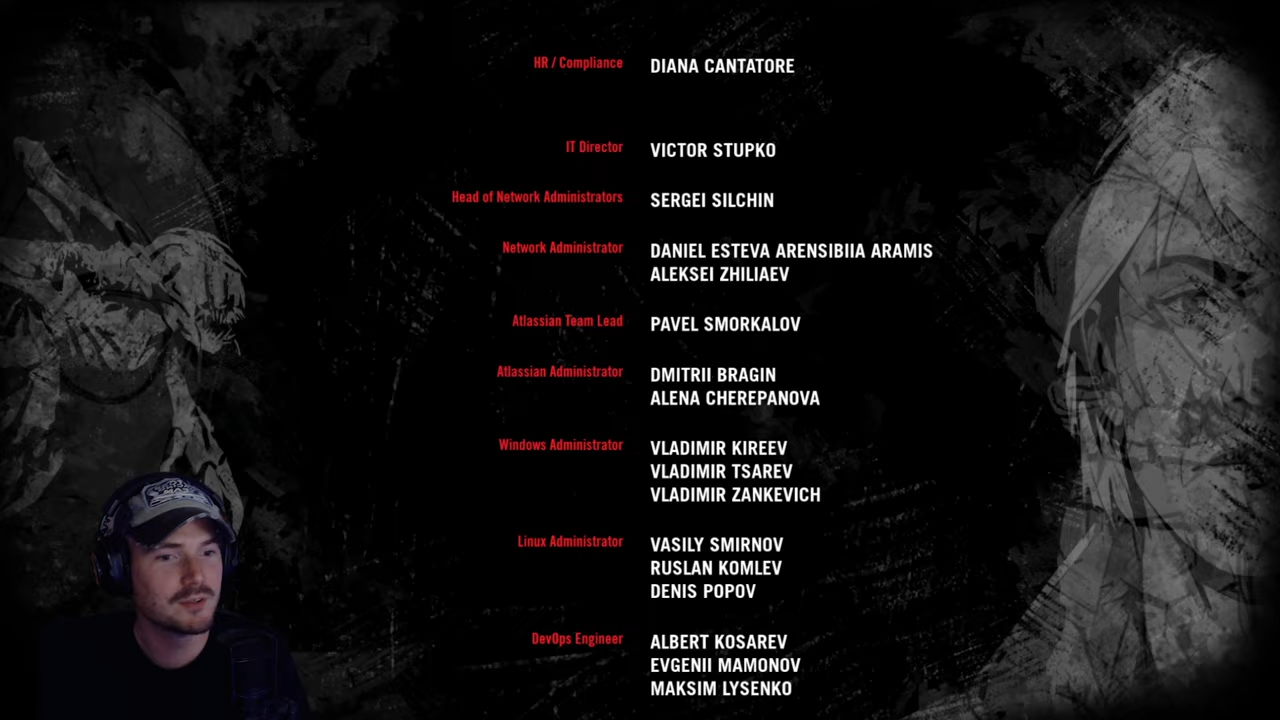 HR / Compliance DIANA CANTATORE
IT Director VICTOR STUPKO
Head of Network Administrators SERGEI SILCHIN
Network Administrator DANIEL ESTEVA ARENSIBIIA ARAMIS
ALEKSEI ZHILIAEV
Atlassian Team Lead PAVEL SMORKALOV
Atlassian Administrator DMITRII BRAGIN
ALENA CHEREPANOVA
Windows Administrator VLADIMIR KIREEV
VLADIMIR TSAREV
VLADIMIR ZANKEVICH
Linux Administrator VASILY SMIRNOV
RUSLAN KOMLEV
DENIS POPOV
DevOps Engineer ALBERT KOSAREV
EVGENII MAMONOV
MAKSIM LYSENKO